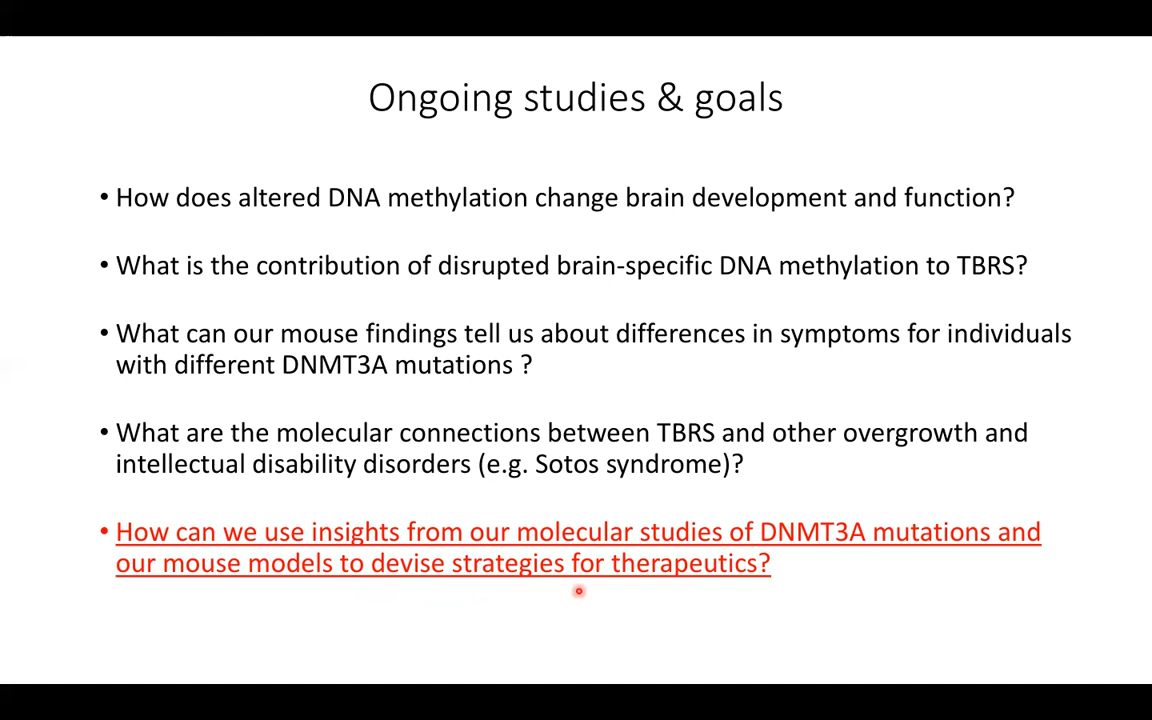 Ongoing studies & goals
• How does altered DNA methylation change brain development and function?
• What is the contribution of disrupted brain-specific DNA methylation to TBRS?
• What can our mouse findings tell us about differences in symptoms for individuals
with different DNMT3A mutations ?
• What are the molecular connections between TBRS and other overgrowth and
intellectual disability disorders (e.g. Sotos syndrome)?
• How can we use insights from our molecular studies of DNMT3A mutations and
our mouse models to devise strategies for therapeutics?